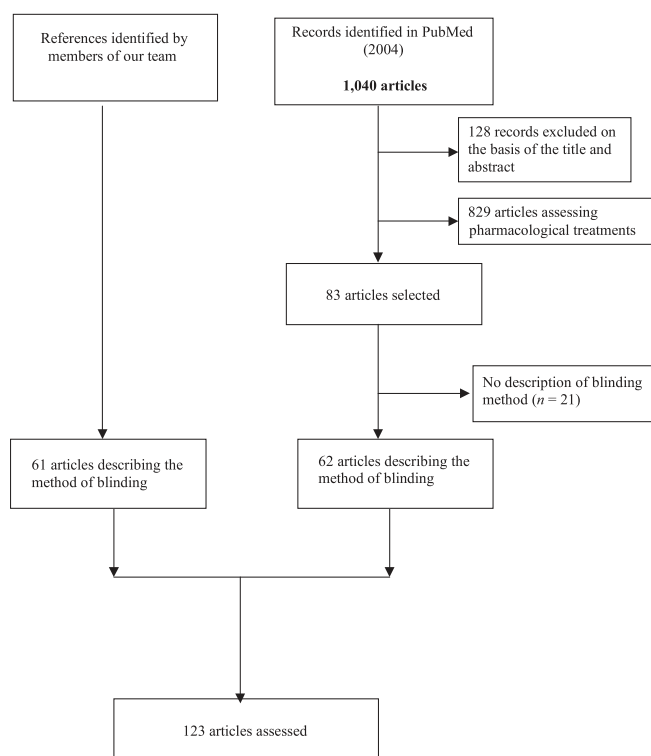 References identified by
members of our team
Records identified in PubMed
(2004)
1,040 articles
128 records excluded on
the basis of the title and
abstract
829 articles assessing
pharmacological treatments
83 articles selected
No description of blinding
method (n = 21)
61 articles describing the
method of blinding
62 articles describing the
method of blinding
123 articles assessed